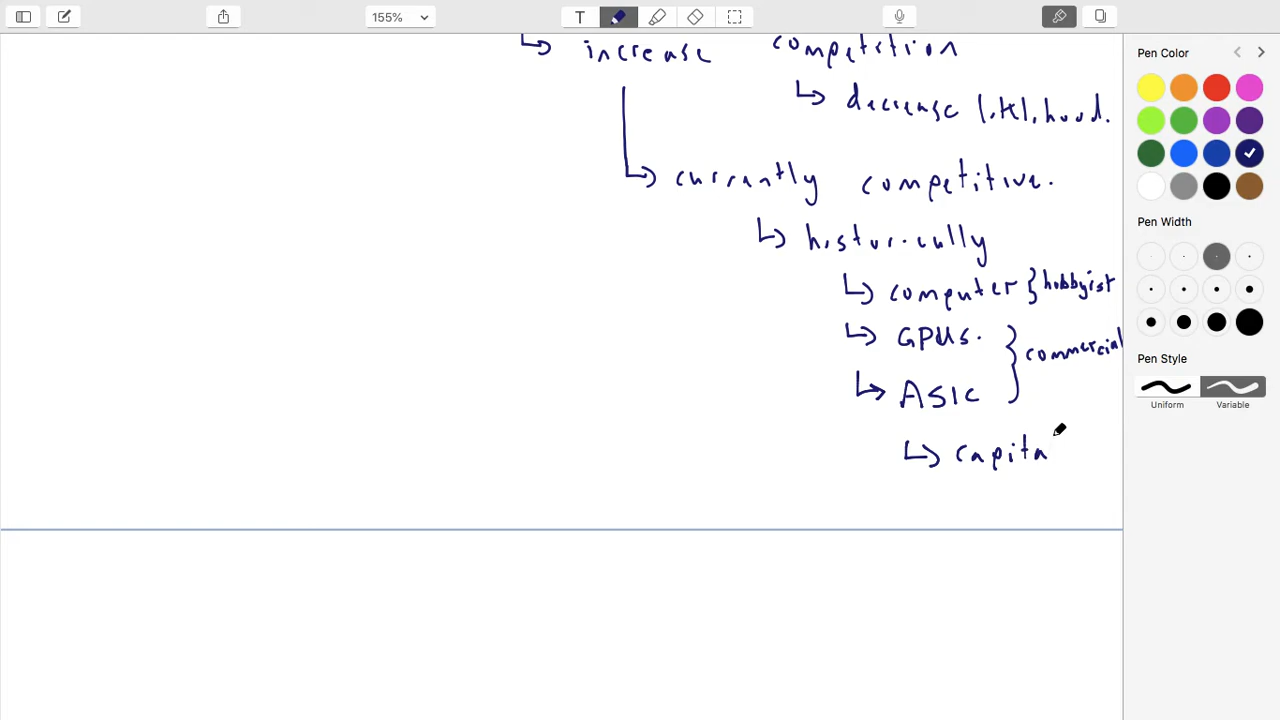 155%
T
Pen Color
increase competition
decrease liklihood.
currently competitive.
Pen Width
historically
computer } hobbyist
GPUs. } commercial
ASIC
Pen Style
Uniform Variable
capita